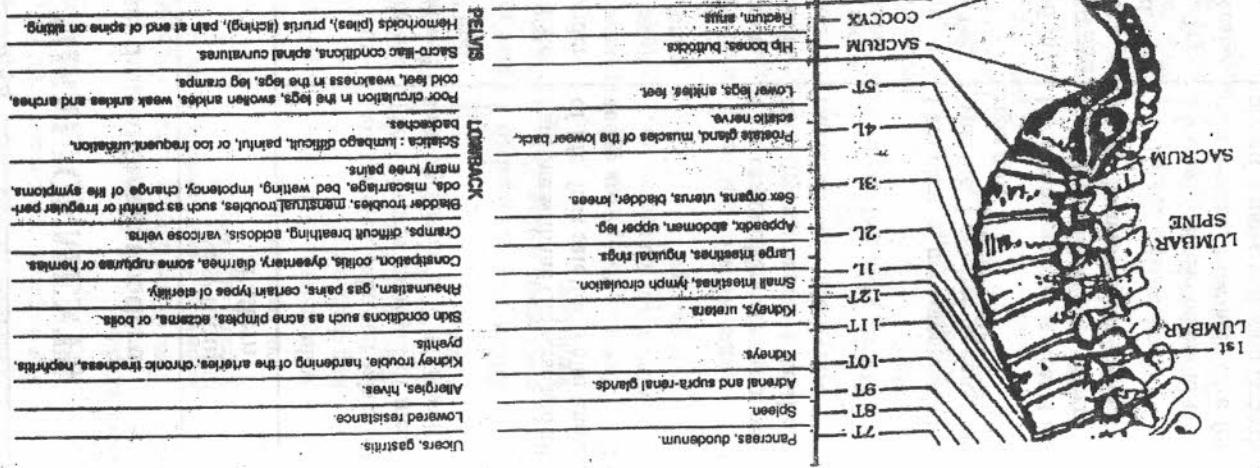 7T
Pancreas, duodenum.
Ulcers, gastritis.
8T
Spleen.
Lowered resistance.
9T
Adrenal and supra-renal glands.
Allergies, hives.
1st
LUMBAR
10T
Kidneys.
Kidney trouble, hardening of the arteries, chronic tiredness, nephritis
pyehtis.
11T
Kidneys, ureters.
Skin conditions such as acne pimples, eczema, or boils.
12T
Small intestines, lymph circulation.
Rheumatism, gas pains, certain types of sterility.
1L
Large intestines, inguinal rings.
Constipation, colitis, dysentery, diarrhea, some ruptures or hernias.
LUMBAR
SPINE
2L
Appeadix, abdomen, upper leg.
Cramps, difficult breathing, acidosis, varicose veins.
3L
Sex organs, uterus, bladder, knees.
Bladder troubles, menstrual troubles, such as painful or irregular peri-
ods, miscarriage, bed wetting, impotency, change of life symptoms,
many knee pains.
LOWBACK
SACRUM
4L
Prostate gland, muscles of the loweer back,
sciatic nerve.
Sciatica : lumbago difficult, painful, or too frequent urination,
backaches.
5T
Lower legs, ankles, feet.
Poor circulation in the legs, swollen ankles, weak ankles and arches,
cold feet, weakness in the legs, leg cramps.
SACRUM
Hip bones, buttocks.
PELVIS
Sacro-iliac conditions, spinal curvatures.
COCCYX
Rectum, anus.
Hemorrhoids (piles), pruritis (itching), pain at end of spine on sitting.